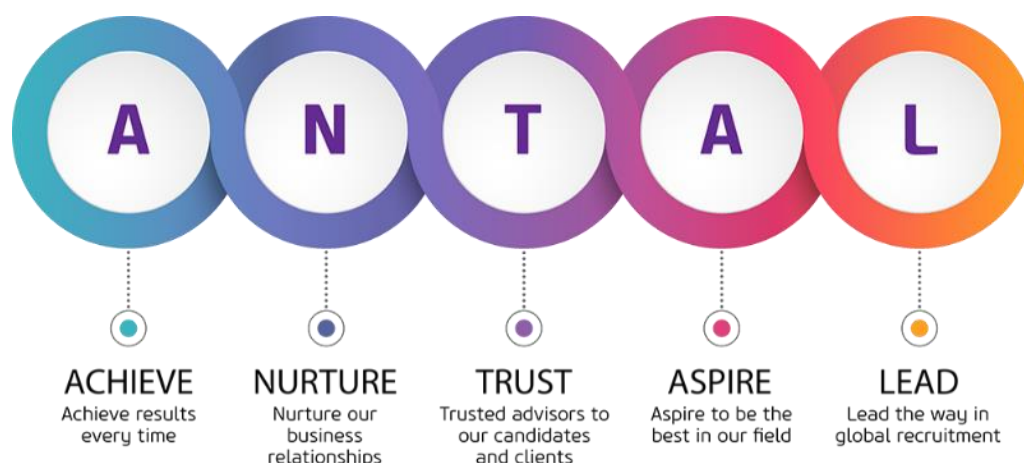 A N T A L
ACHIEVE NURTURE TRUST ASPIRE LEAD
Achieve results
every time
Nurture our
business
relationships
Trusted advisors to
our candidates
and clients
Aspire to be the
best in our field
Lead the way in
global recruitment